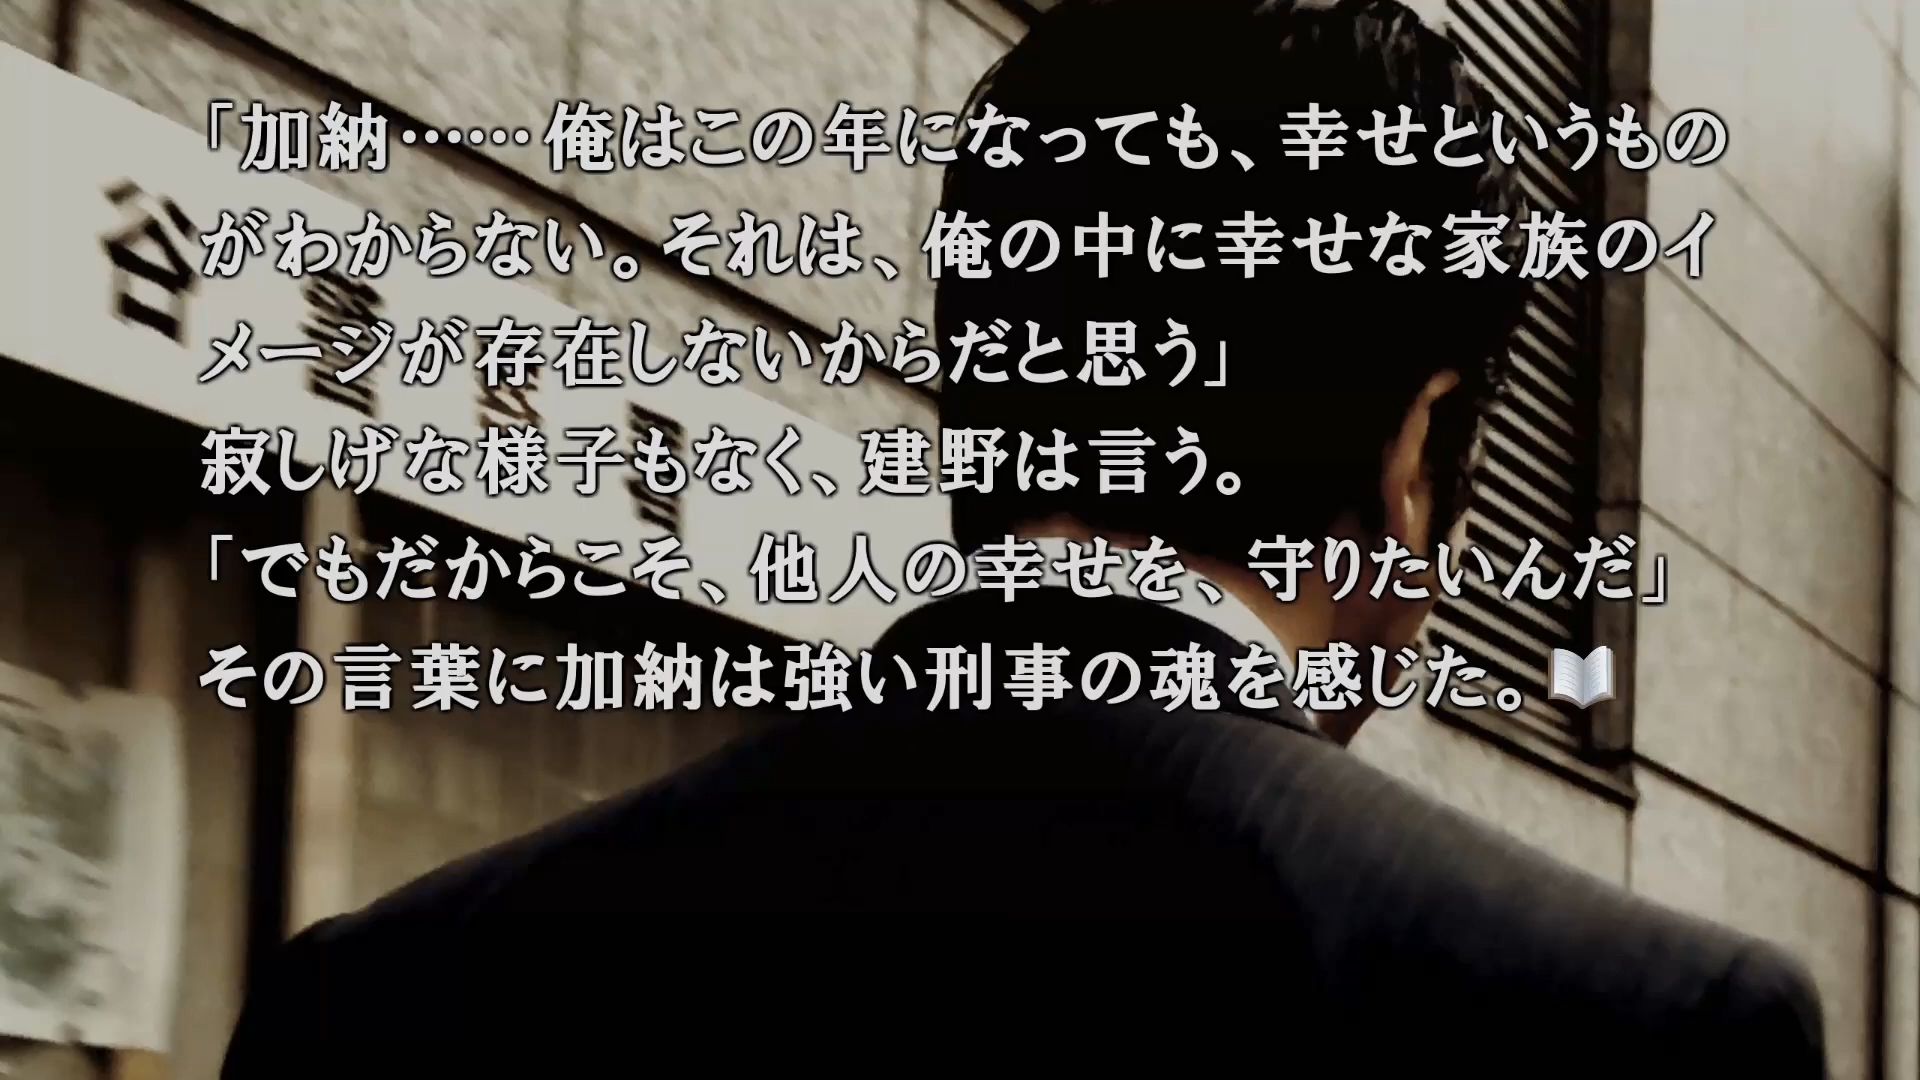 「加納……俺はこの年になっても、幸せというもの
がわからない。それは、俺の中に幸せな家族のイ
メージが存在しないからだと思う」
寂しげな様子もなく、建野は言う。
「でもだからこそ、他人の幸せを、守りたいんだ」
その言葉に加納は強い刑事の魂を感じた。
谷警察署